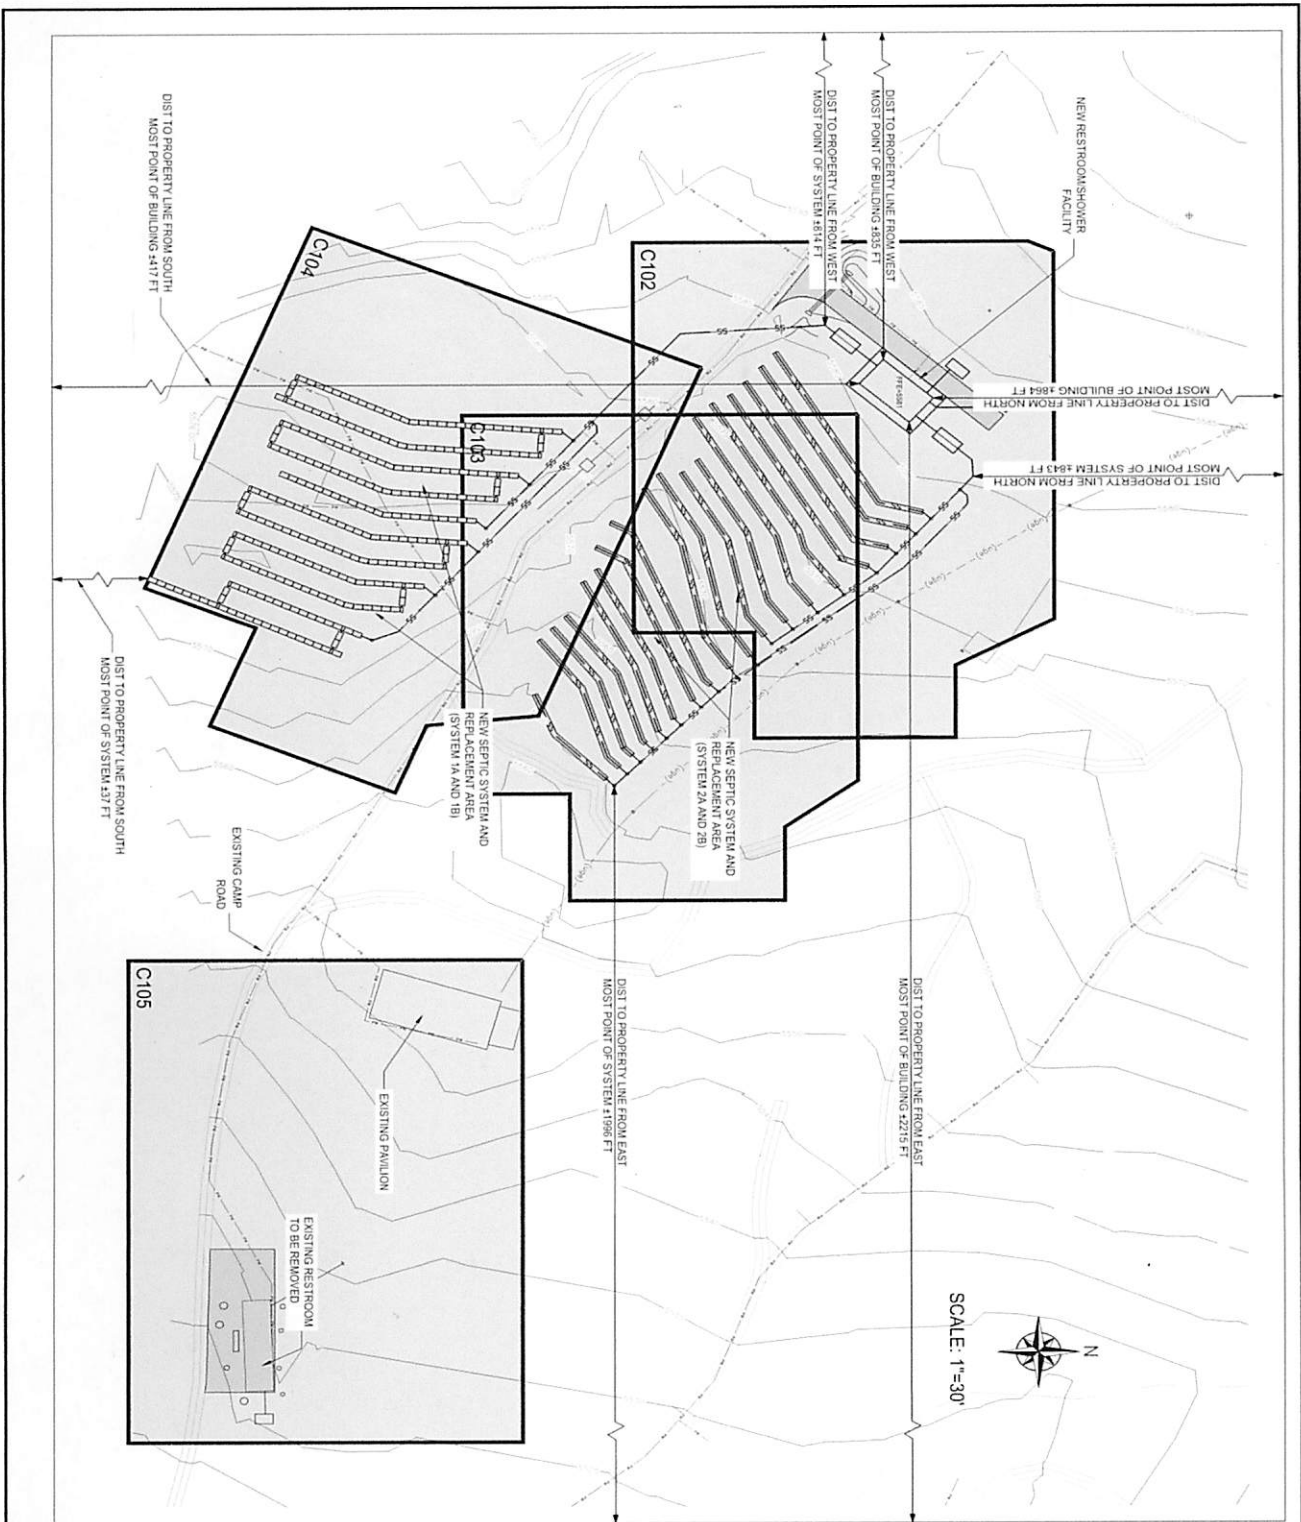 NEW RESTROOM/SHOWER
FACILITY
DIST TO PROPERTY LINE FROM WEST
MOST POINT OF BUILDING ±835 FT
DIST TO PROPERTY LINE FROM WEST
MOST POINT OF SYSTEM ±814 FT
DIST TO PROPERTY LINE FROM NORTH
MOST POINT OF BUILDING ±864 FT
DIST TO PROPERTY LINE FROM NORTH
MOST POINT OF SYSTEM ±843 FT
DIST TO PROPERTY LINE FROM SOUTH
MOST POINT OF BUILDING ±417 FT
C102
C104
C103
NEW SEPTIC SYSTEM AND
REPLACEMENT AREA
(SYSTEM 2A AND 2B)
NEW SEPTIC SYSTEM AND
REPLACEMENT AREA
(SYSTEM 1A AND 1B)
DIST TO PROPERTY LINE FROM SOUTH
MOST POINT OF SYSTEM ±37 FT
EXISTING CAMP
ROAD
DIST TO PROPERTY LINE FROM EAST
MOST POINT OF BUILDING ±2215 FT
DIST TO PROPERTY LINE FROM EAST
MOST POINT OF SYSTEM ±1996 FT
C105
EXISTING PAVILION
EXISTING RESTROOM
TO BE REMOVED
N
SCALE: 1"=30'